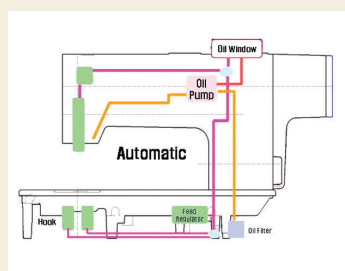 Oil Window
Oil
Pump
Automatic
Feed
Regulator
Hook
Oil Filter